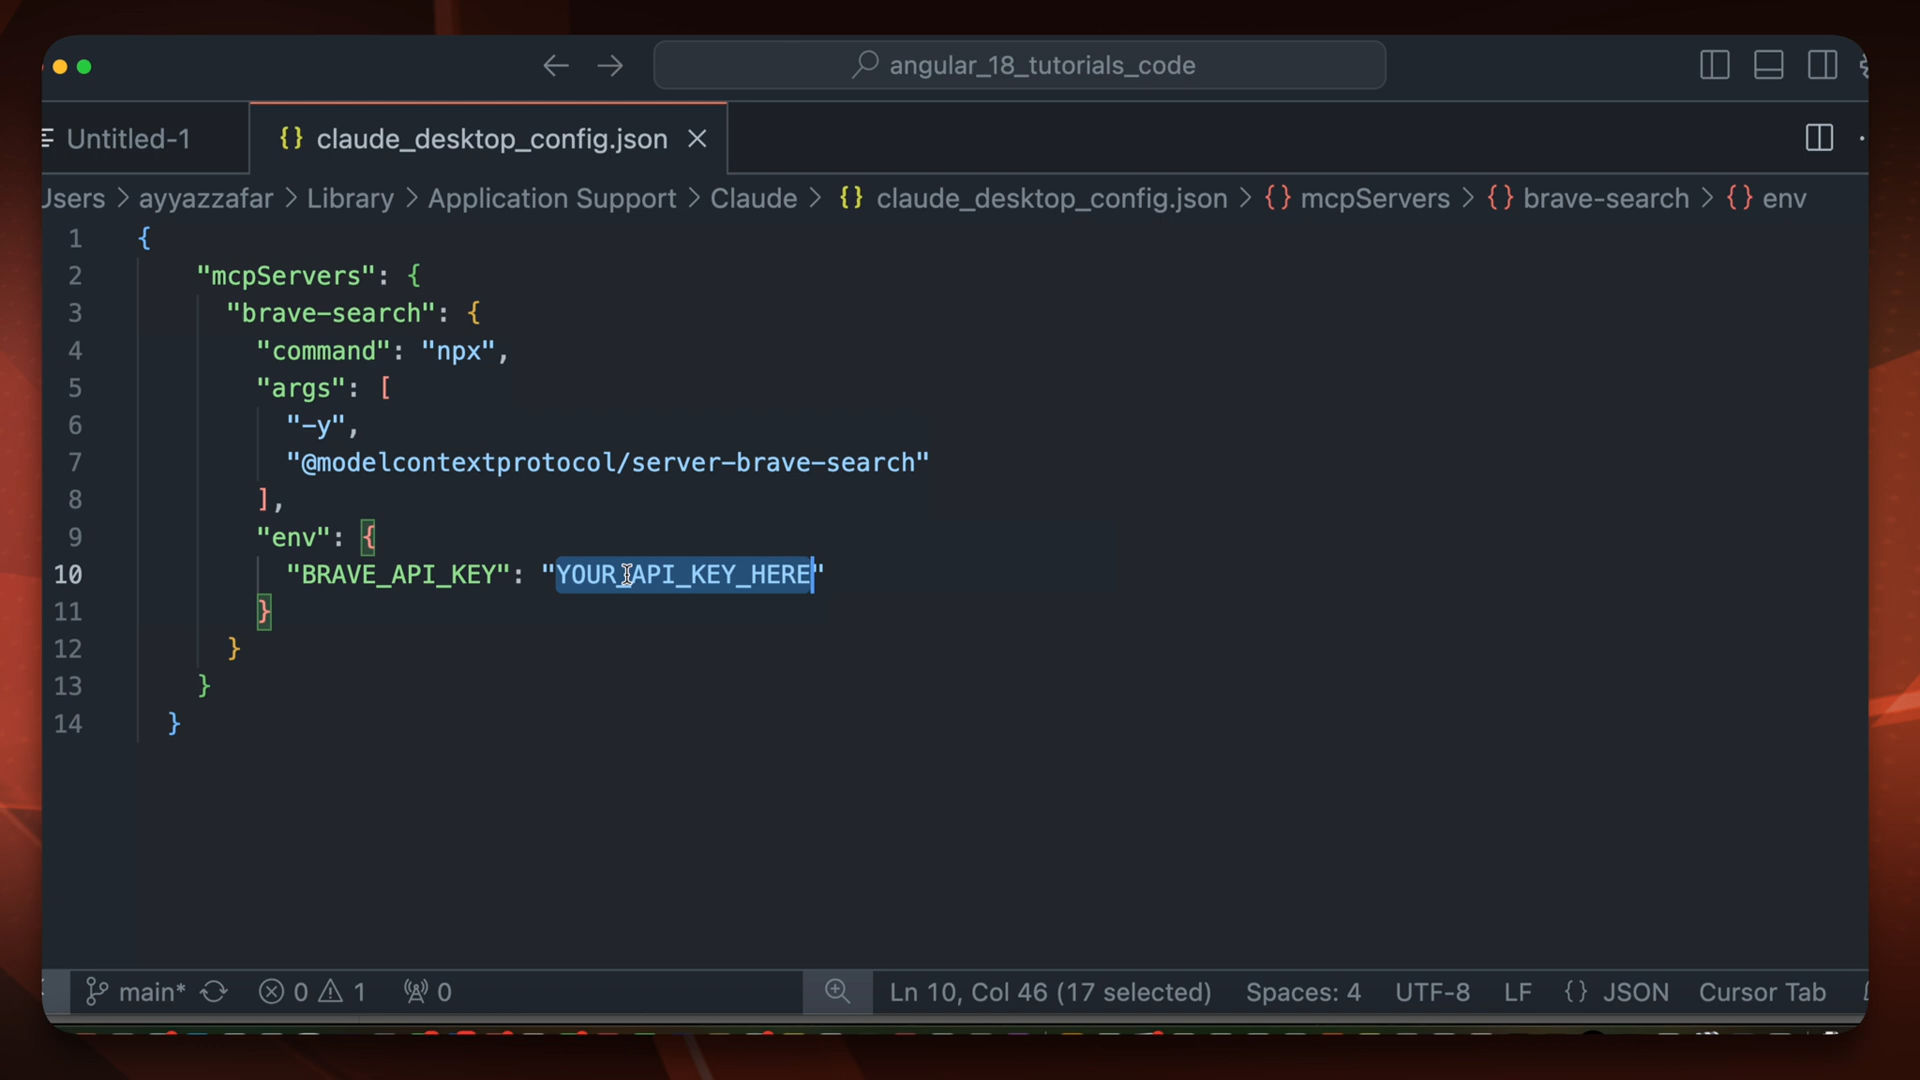 angular_18_tutorials_code
Untitled-1
{} claude_desktop_config.json
Users > ayyazzafar > Library > Application Support > Claude > {} claude_desktop_config.json > {} mcpServers > {} brave-search > {} env
1 {
2 "mcpServers": {
3 "brave-search": {
4 "command": "npx",
5 "args": [
6 "-y",
7 "@modelcontextprotocol/server-brave-search"
8 ],
9 "env": {
10 "BRAVE_API_KEY": "YOUR_API_KEY_HERE"
11 }
12 }
13 }
14 }
main* 0 1 0 Ln 10, Col 46 (17 selected) Spaces: 4 UTF-8 LF {} JSON Cursor Tab